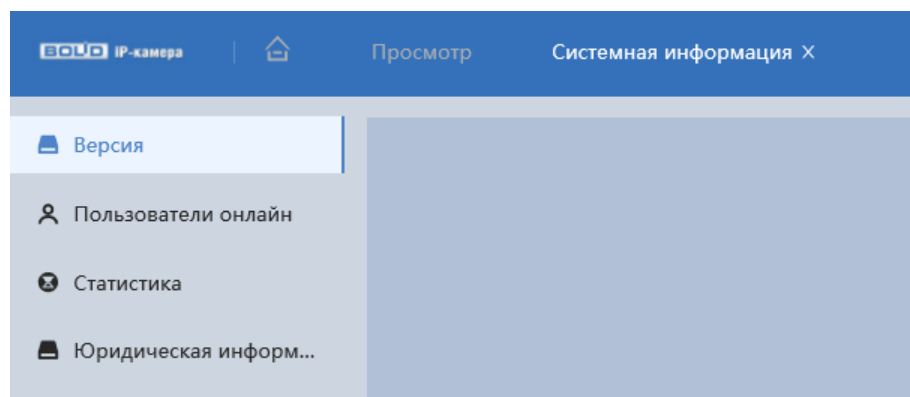 BOLID IP-камера
Просмотр
Системная информация
Версия
Пользователи онлайн
Статистика
Юридическая информ...